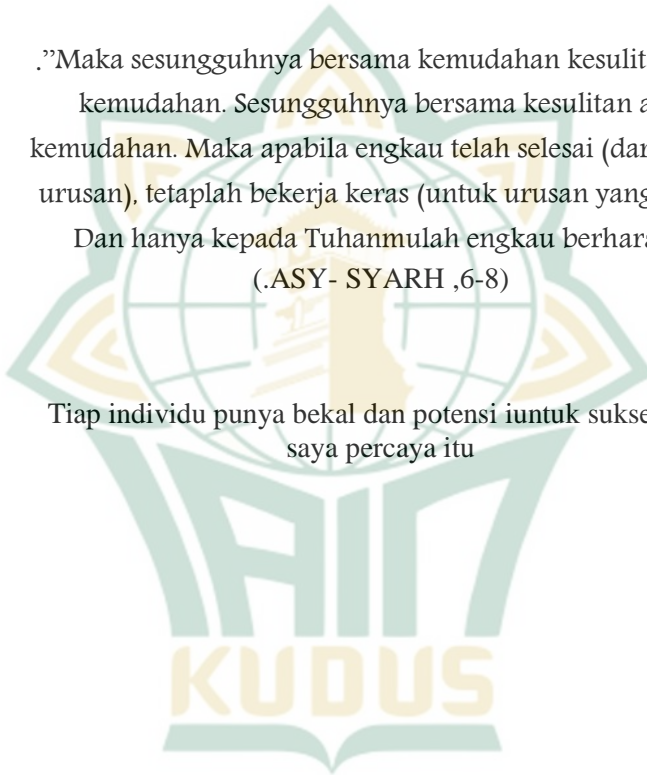 .”Maka sesungguhnya bersama kemudahan kesulit
kemudahan. Sesungguhnya bersama kesulitan a
kemudahan. Maka apabila engkau telah selesai (dar
urusan), tetaplah bekerja keras (untuk urusan yang
Dan hanya kepada Tuhanmulah engkau berhara
(.ASY- SYARH ,6-8)
Tiap individu punya bekal dan potensi iuntuk sukse
saya percaya itu
IAIN
KUDUS